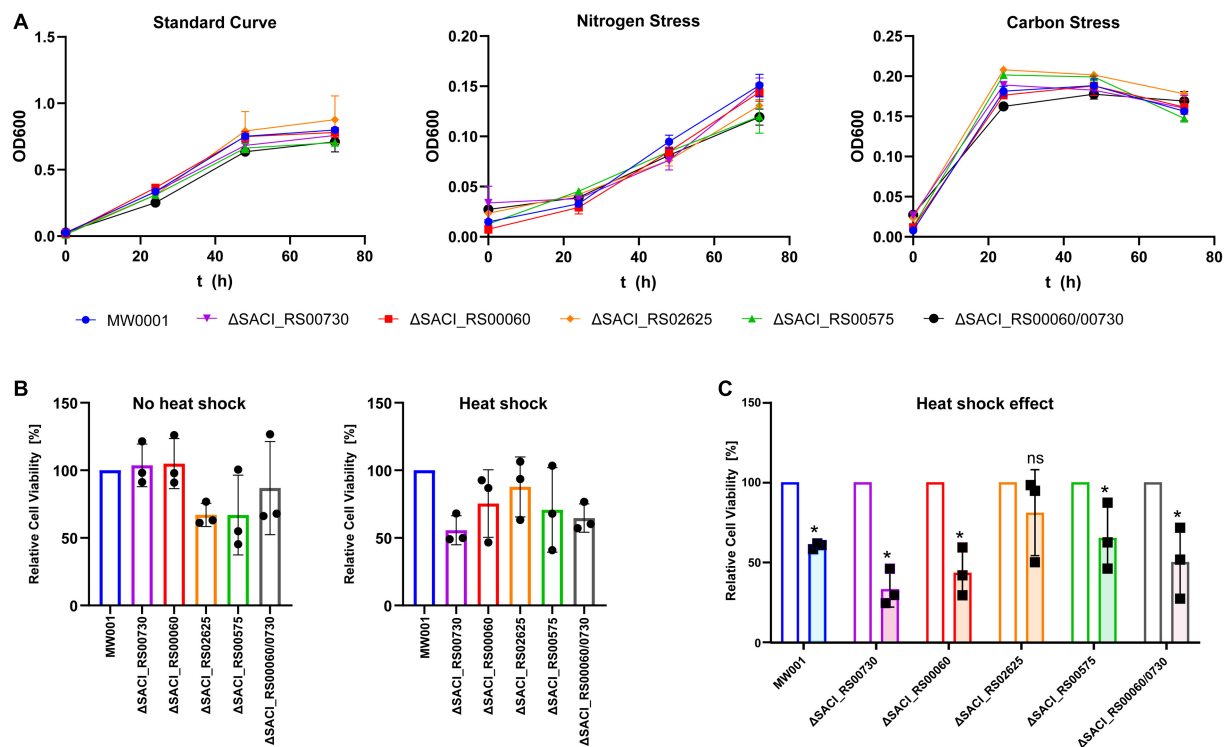 A
Standard Curve
Nitrogen Stress
Carbon Stress
OD600
1.5
1.0
0.5
0.0
0 20 40 60 80
t (h)
OD600
0.20
0.15
0.10
0.05
0.00
0 20 40 60 80
t (h)
OD600
0.25
0.20
0.15
0.10
0.05
0.00
0 20 40 60 80
t (h)
MW0001 ΔSACI_RS00730 ΔSACI_RS00060 ΔSACI_RS02625 ΔSACI_RS00575 ΔSACI_RS00060/00730
B
No heat shock
Relative Cell Viability [%]
150
100
50
0
MW001
ΔSACI_RS00730
ΔSACI_RS00060
ΔSACI_RS02625
ΔSACI_RS00575
ΔSACI_RS00060/0730
Heat shock
Relative Cell Viability [%]
150
100
50
0
MW001
ΔSACI_RS00730
ΔSACI_RS00060
ΔSACI_RS02625
ΔSACI_RS00575
ΔSACI_RS00060/0730
C
Heat shock effect
Relative Cell Viability [%]
150
100
50
0
* * * ns * *
MW001
ΔSACI_RS00730
ΔSACI_RS00060
ΔSACI_RS02625
ΔSACI_RS00575
ΔSACI_RS00060/0730